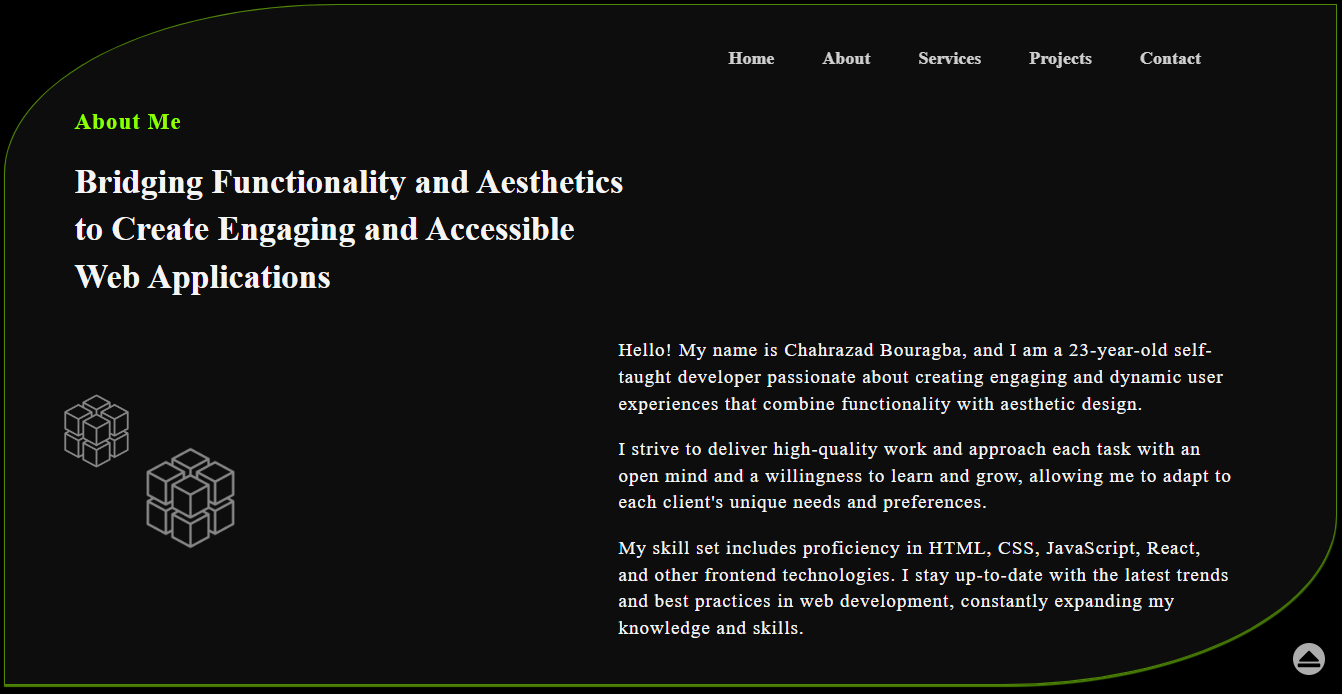 Home About Services Projects Contact
About Me
Bridging Functionality and Aesthetics
to Create Engaging and Accessible
Web Applications
Hello! My name is Chahrazad Bouragba, and I am a 23-year-old self-
taught developer passionate about creating engaging and dynamic user
experiences that combine functionality with aesthetic design.
I strive to deliver high-quality work and approach each task with an
open mind and a willingness to learn and grow, allowing me to adapt to
each client's unique needs and preferences.
My skill set includes proficiency in HTML, CSS, JavaScript, React,
and other frontend technologies. I stay up-to-date with the latest trends
and best practices in web development, constantly expanding my
knowledge and skills.